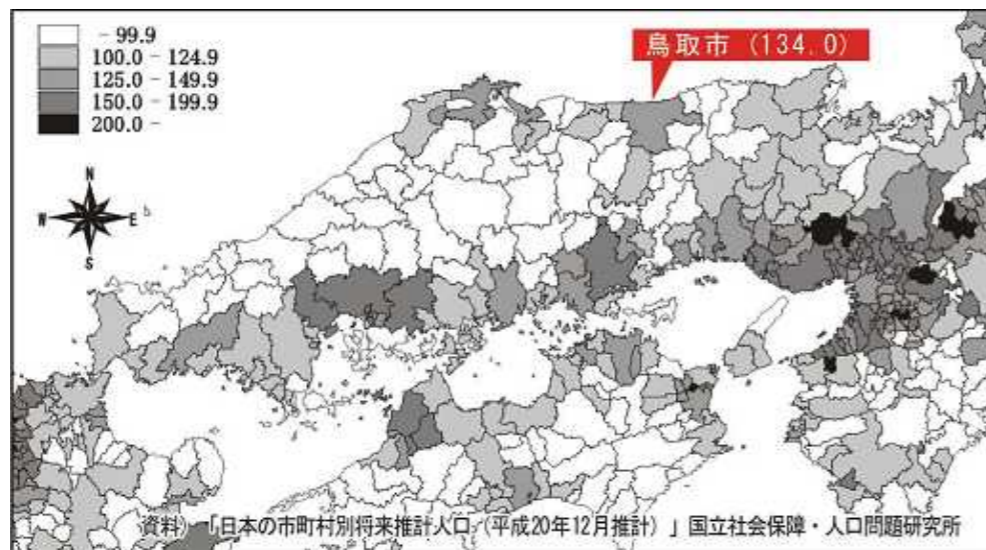 - 99.9
100.0 - 124.9
125.0 - 149.9
150.0 - 199.9
200.0 -
鳥取市 (134.0)
N
W E
S
資料）「日本の市町村別将来推計人口（平成20年12月推計）」国立社会保障・人口問題研究所